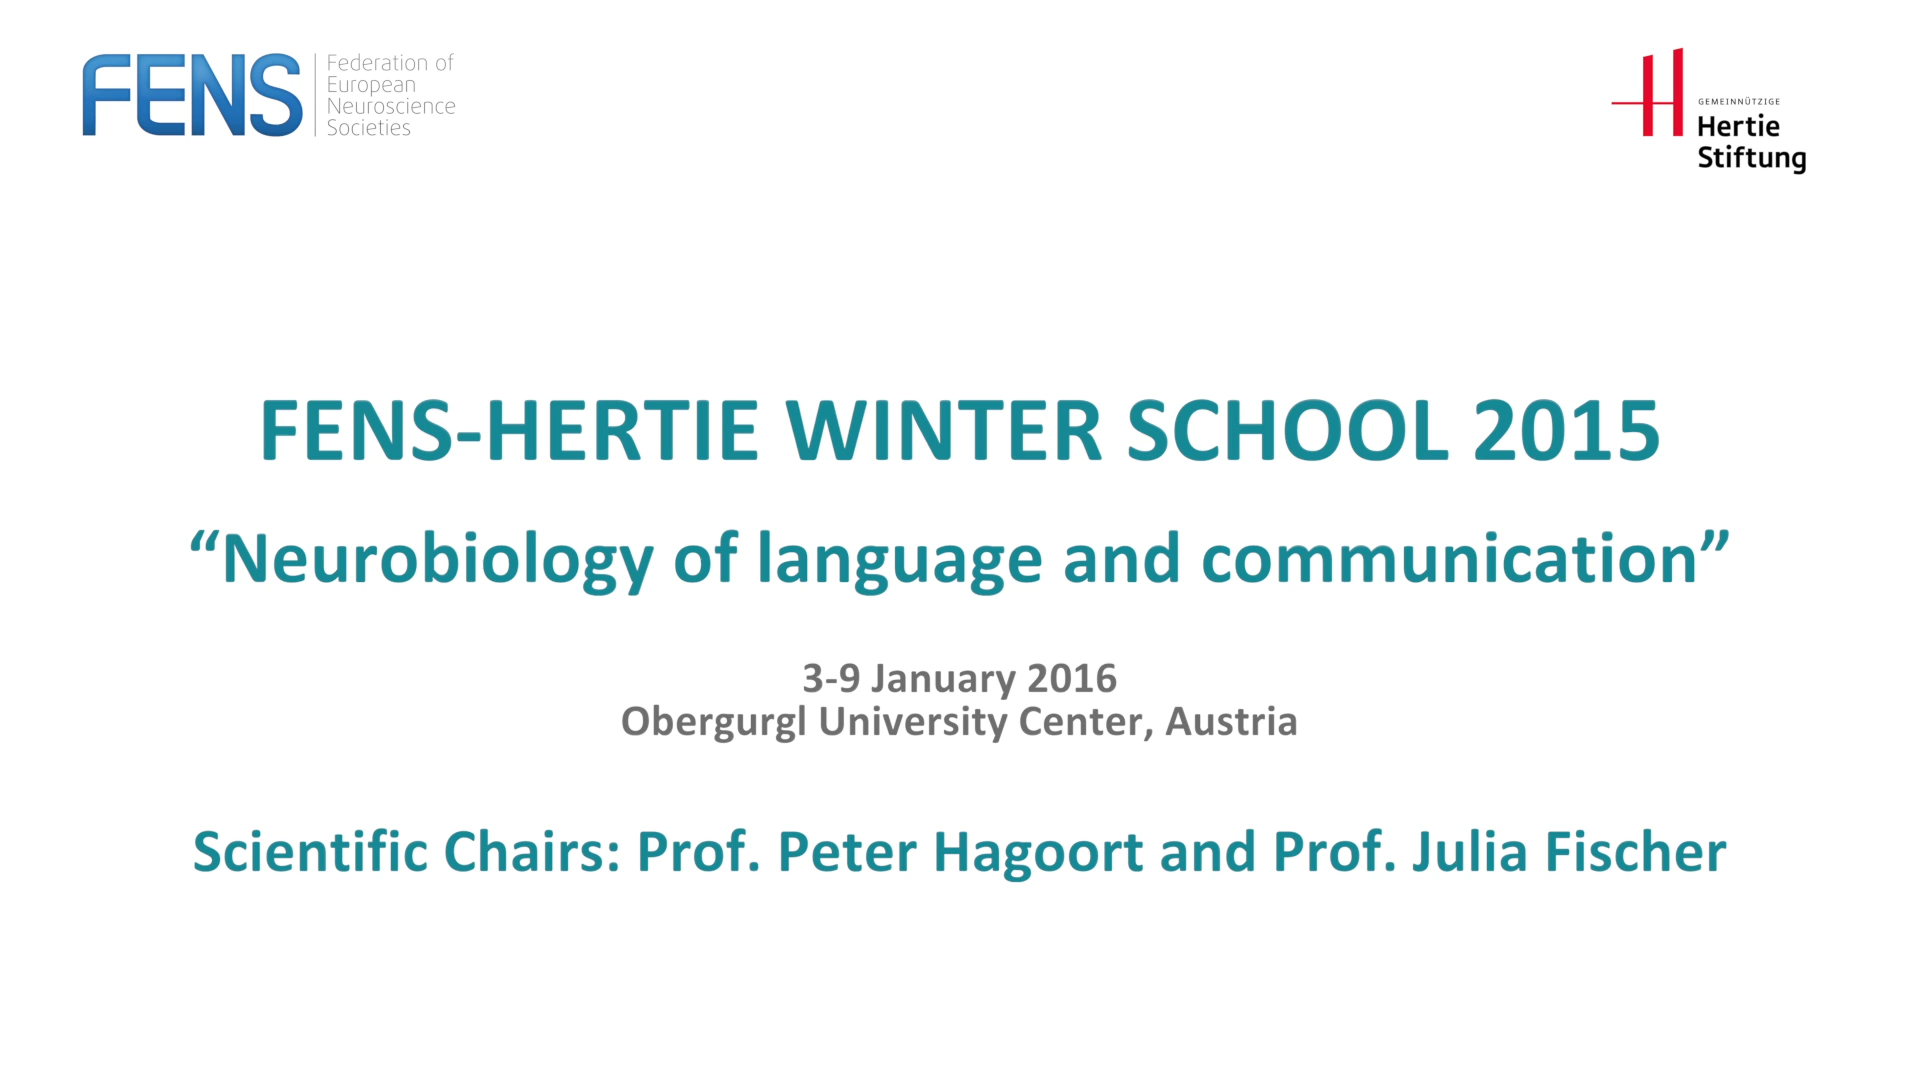 FENS
Federation of
European
Neuroscience
Societies
GEMEINNÜTZIGE
Hertie
Stiftung
FENS-HERTIE WINTER SCHOOL 2015
“Neurobiology of language and communication”
3-9 January 2016
Obergurgl University Center, Austria
Scientific Chairs: Prof. Peter Hagoort and Prof. Julia Fischer